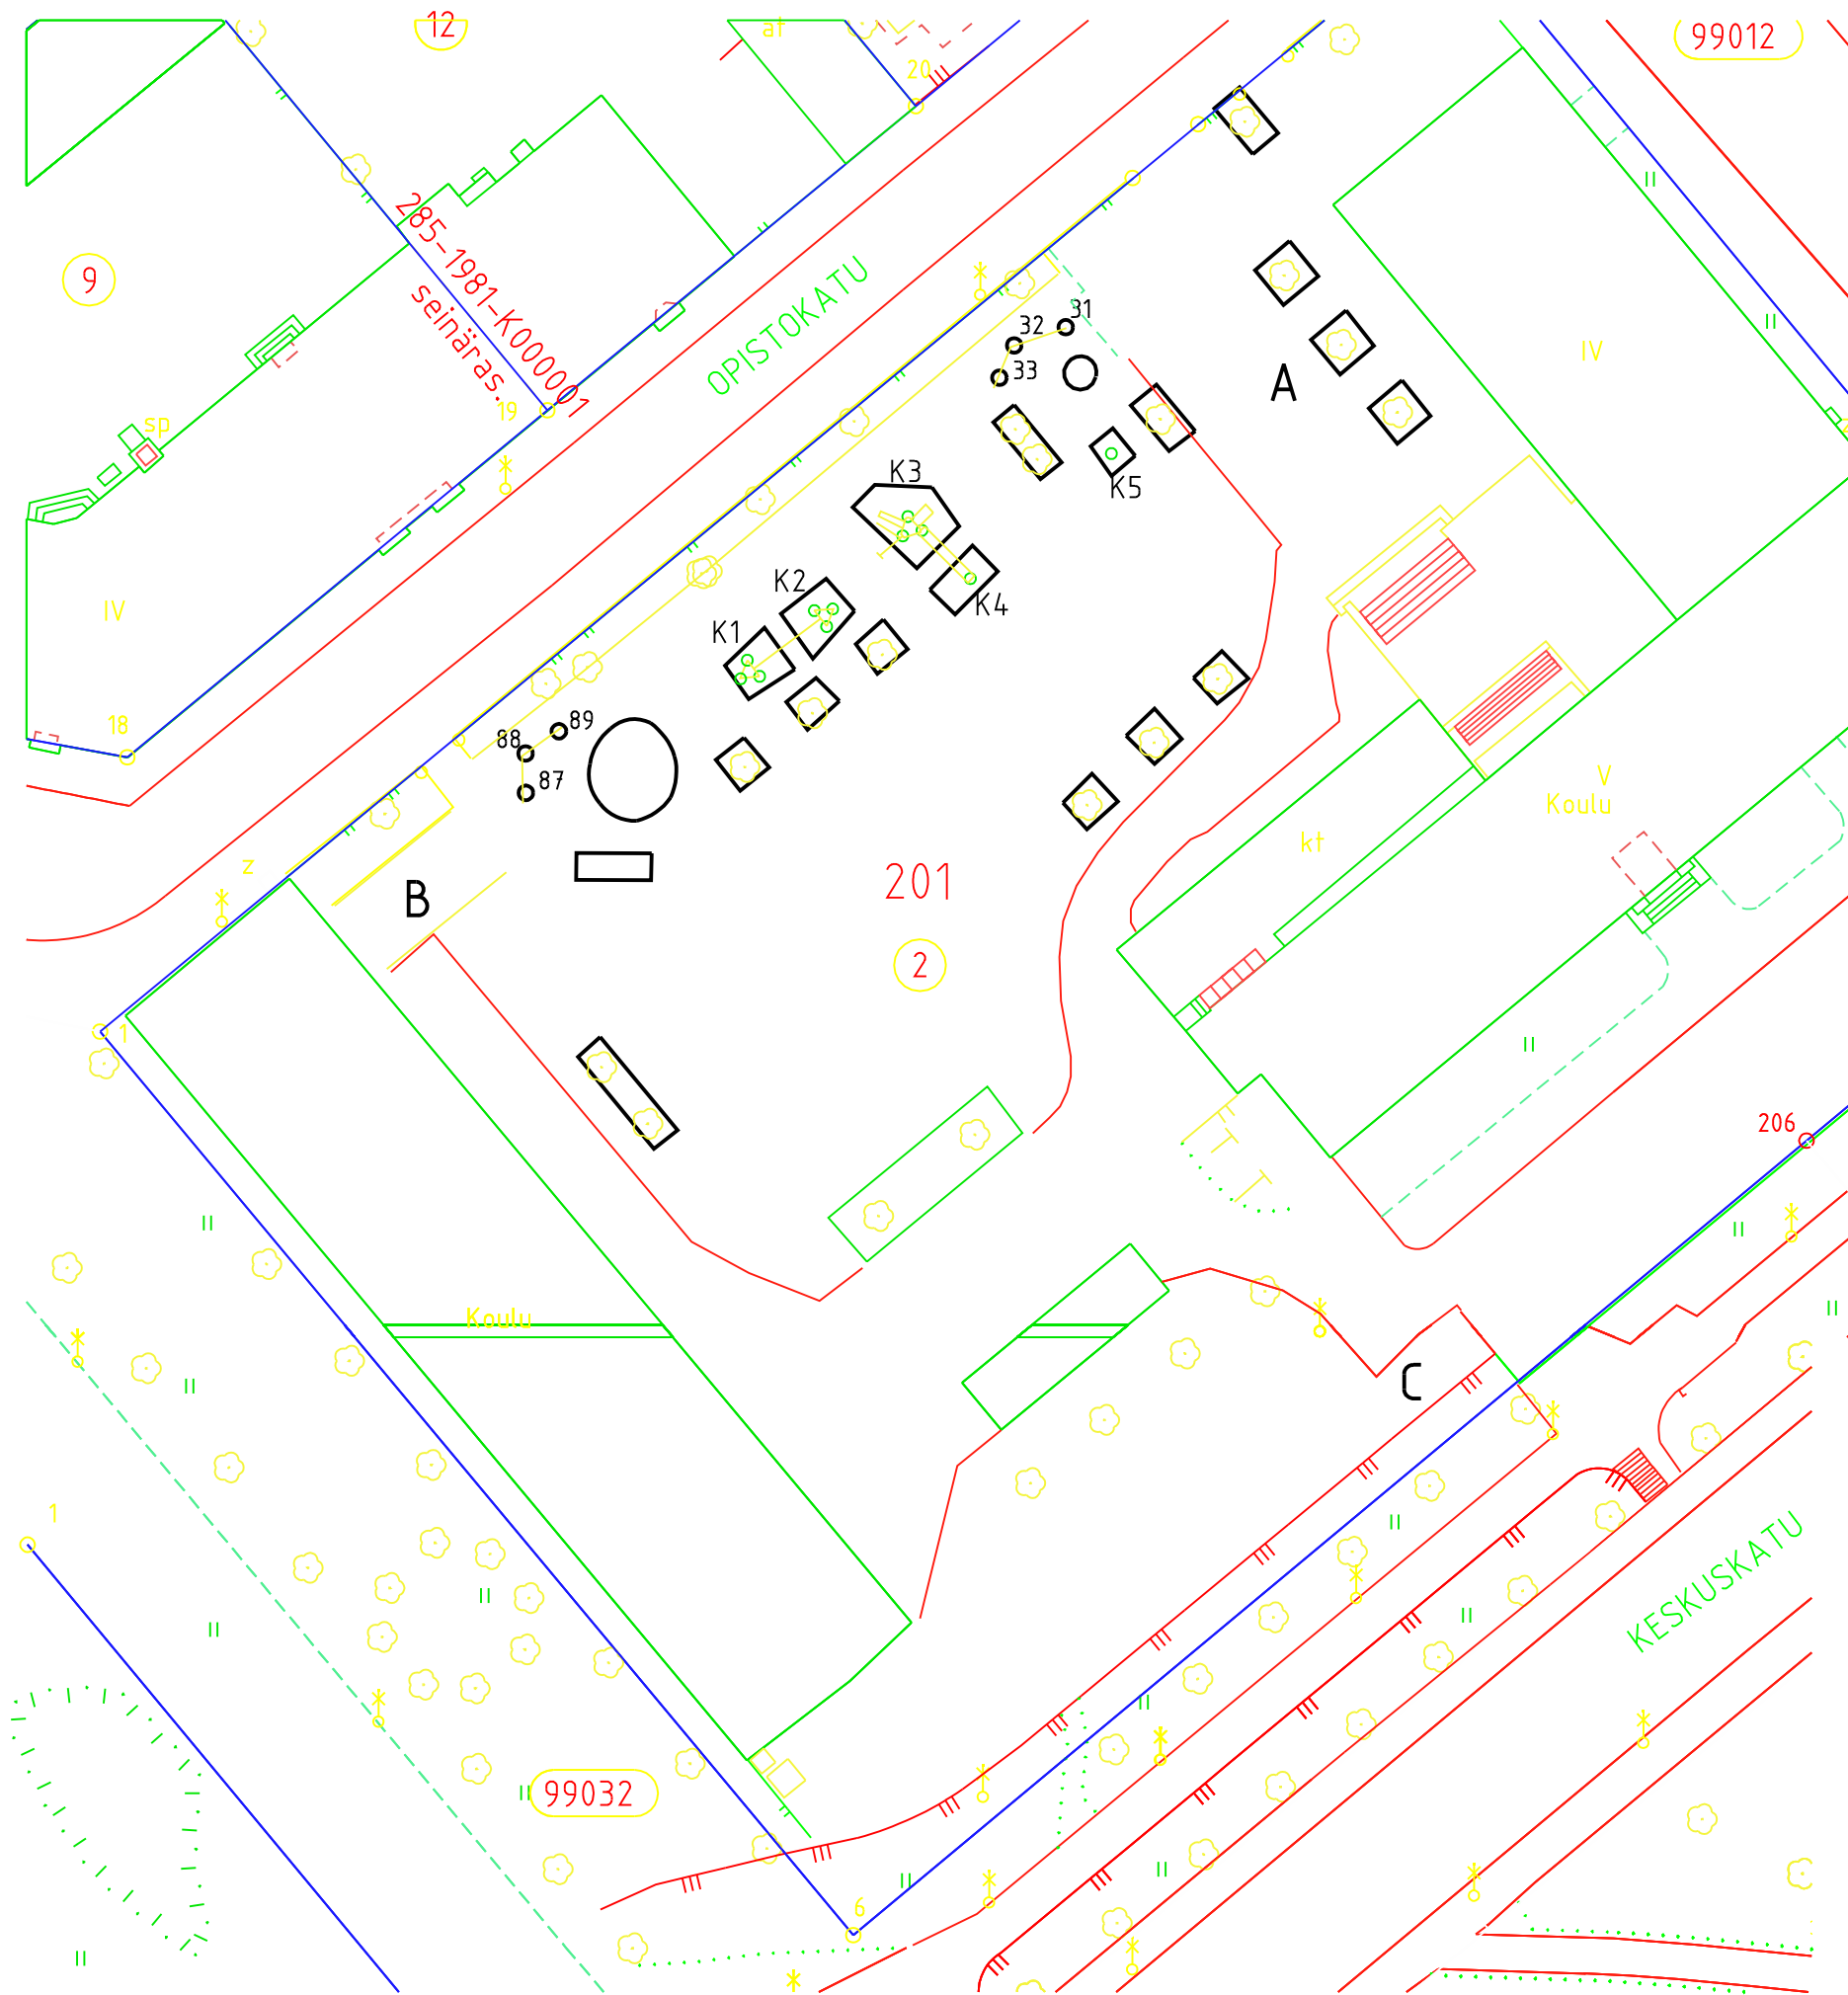 12
99012
af
20
285-1981-K000001
seinäras.
9
OPISTOKATU
31
32
33
A
IV
19
sp
K3
K5
K2
K4
IV
K1
18
89
88
87
V
Koulu
kt
z
B
201
2
1
206
Koulu
C
1
KESKUSKATU
99032
6